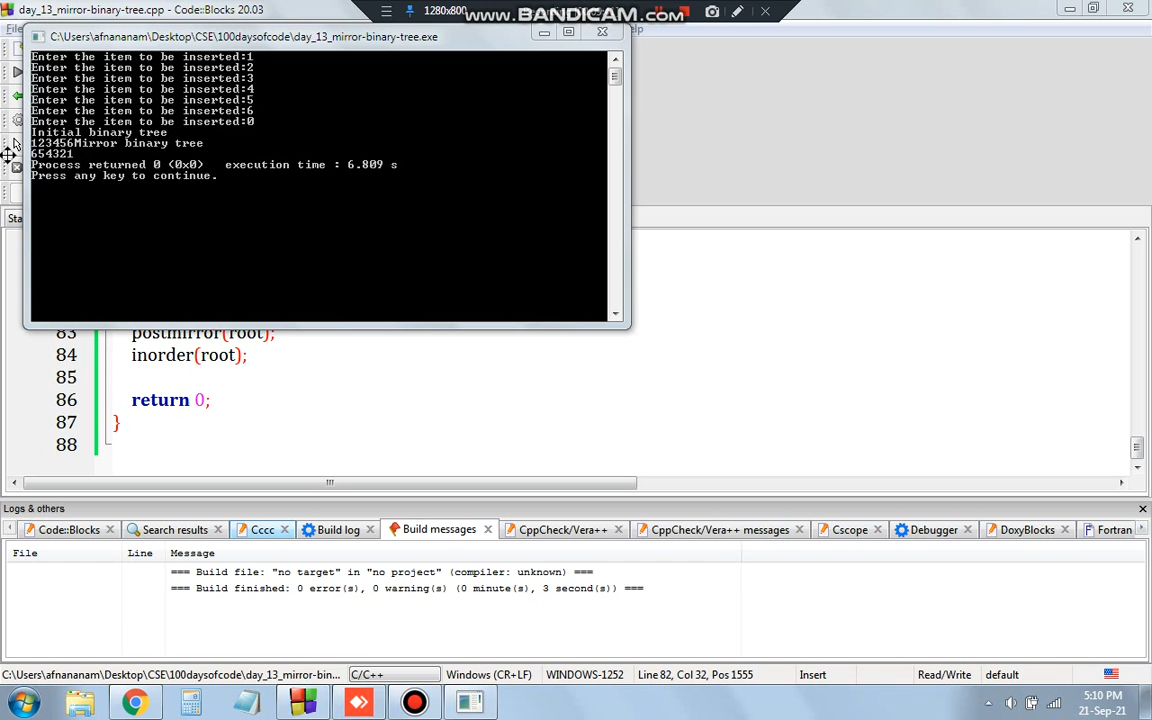 day_13_mirror-binary-tree.cpp - Code::Blocks 20.03
1280x800
www.BANDICAM.com
C:\Users\afnananam\Desktop\CSE\100daysofcode\day_13_mirror-binary-tree.exe
Enter the item to be inserted:1
Enter the item to be inserted:2
Enter the item to be inserted:3
Enter the item to be inserted:4
Enter the item to be inserted:5
Enter the item to be inserted:6
Enter the item to be inserted:0
Initial binary tree
123456Mirror binary tree
654321
Process returned 0 (0x0)   execution time : 6.809 s
Press any key to continue.
83 postmirror(root);
84 inorder(root);
85
86 return 0;
87 }
88
Logs & others
Code::Blocks Search results Cccc Build log Build messages CppCheck/Vera++ CppCheck/Vera++ messages Cscope Debugger DoxyBlocks Fortran
File Line Message
=== Build file: "no target" in "no project" (compiler: unknown) ===
=== Build finished: 0 error(s), 0 warning(s) (0 minute(s), 3 second(s)) ===
C:\Users\afnananam\Desktop\CSE\100daysofcode\day_13_mirror-bin... C/C++ Windows (CR+LF) WINDOWS-1252 Line 82, Col 32, Pos 1555 Insert Read/Write default
5:10 PM
21-Sep-21